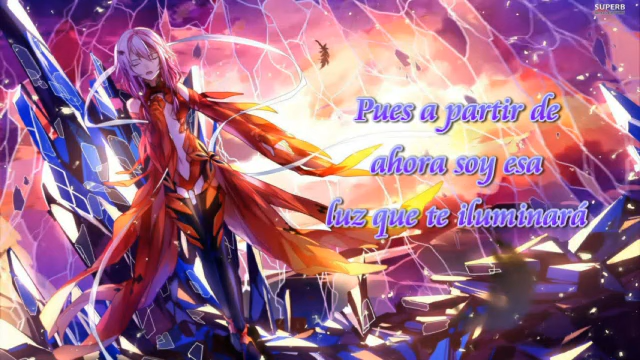 SUPERB
Pues a partir de
ahora soy esa
luz que te iluminará